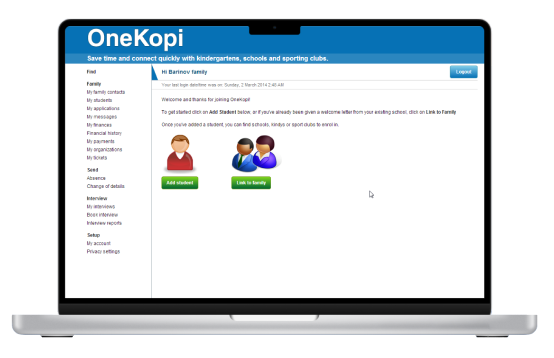 OneKopi
Save time and connect quickly with kindergartens, schools and sporting clubs.
Find
Family
My family contacts
My students
My applications
My messages
My finances
Financial history
My payments
My organizations
My tickets
Send
Absence
Change of details
Interview
My interviews
Book interview
Interview reports
Setup
My account
Privacy settings
Hi Barinov family
Logout
Your last login date/time was on: Sunday, 2 March 2014 2:46 AM
Welcome and thanks for joining OneKopi!
To get started click on Add Student below, or if you've already been given a welcome letter from your existing school, click on Link to Family
Once you've added a student, you can find schools, kindys or sport clubs to enrol in.
Add student
Link to family